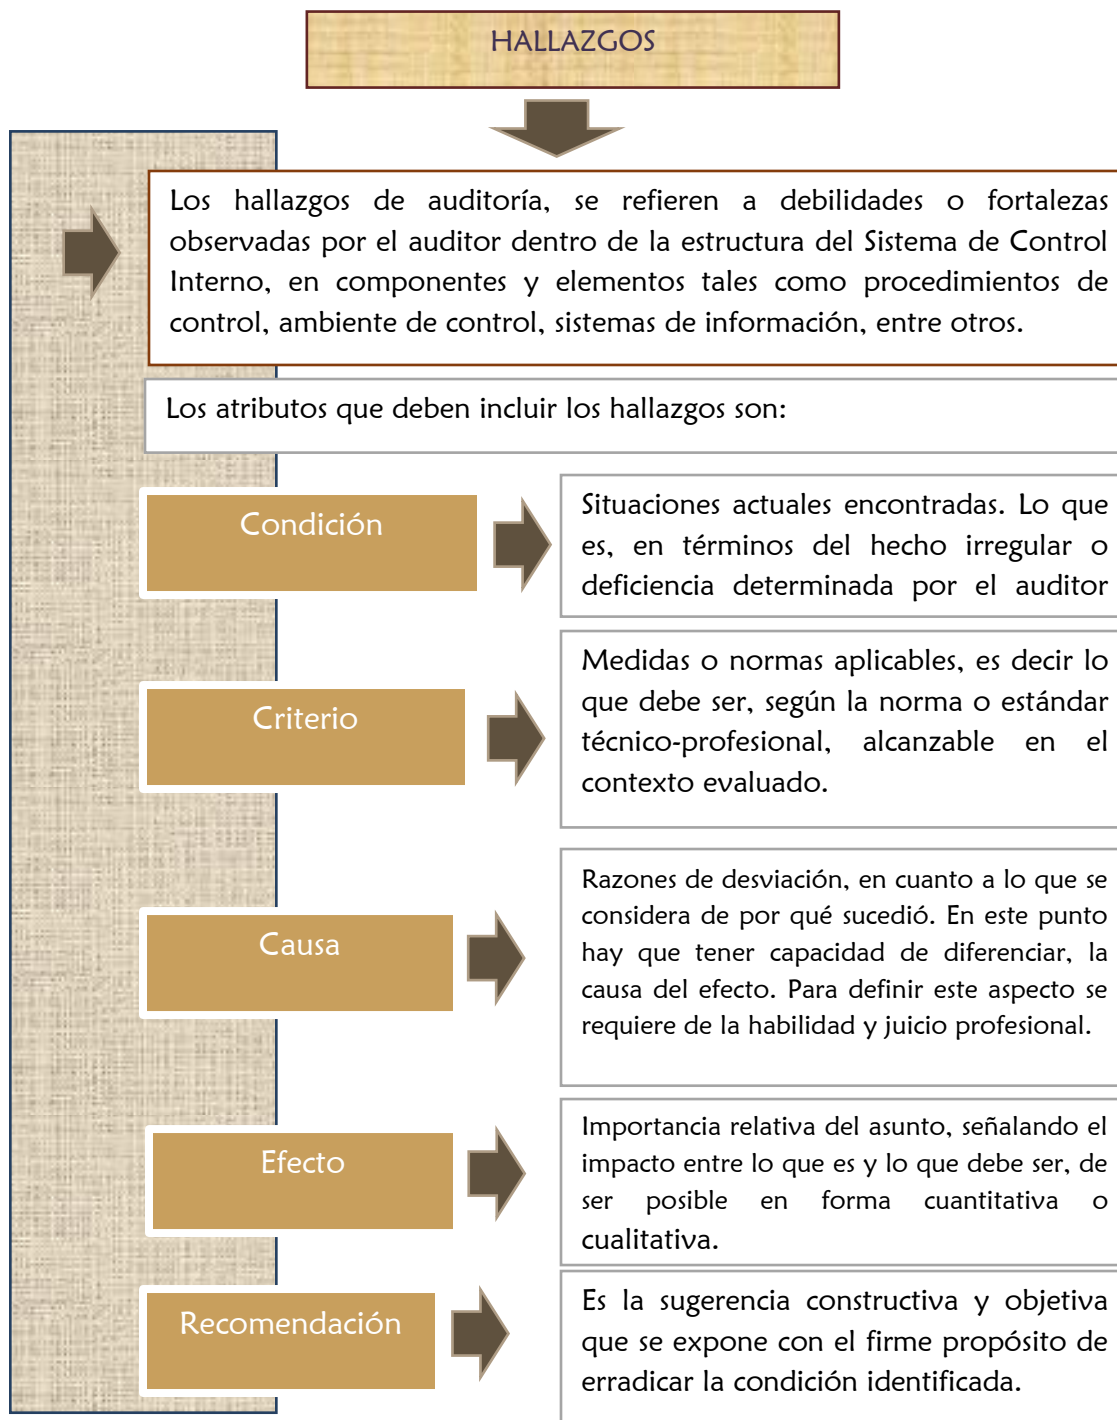 HALLAZGOS
Los hallazgos de auditoría, se refieren a debilidades o fortalezas
observadas por el auditor dentro de la estructura del Sistema de Control
Interno, en componentes y elementos tales como procedimientos de
control, ambiente de control, sistemas de información, entre otros.
Los atributos que deben incluir los hallazgos son:
Condición
Situaciones actuales encontradas. Lo que
es, en términos del hecho irregular o
deficiencia determinada por el auditor
Criterio
Medidas o normas aplicables, es decir lo
que debe ser, según la norma o estándar
técnico-profesional, alcanzable en el
contexto evaluado.
Causa
Razones de desviación, en cuanto a lo que se
considera de por qué sucedió. En este punto
hay que tener capacidad de diferenciar, la
causa del efecto. Para definir este aspecto se
requiere de la habilidad y juicio profesional.
Efecto
Importancia relativa del asunto, señalando el
impacto entre lo que es y lo que debe ser, de
ser posible en forma cuantitativa o
cualitativa.
Recomendación
Es la sugerencia constructiva y objetiva
que se expone con el firme propósito de
erradicar la condición identificada.